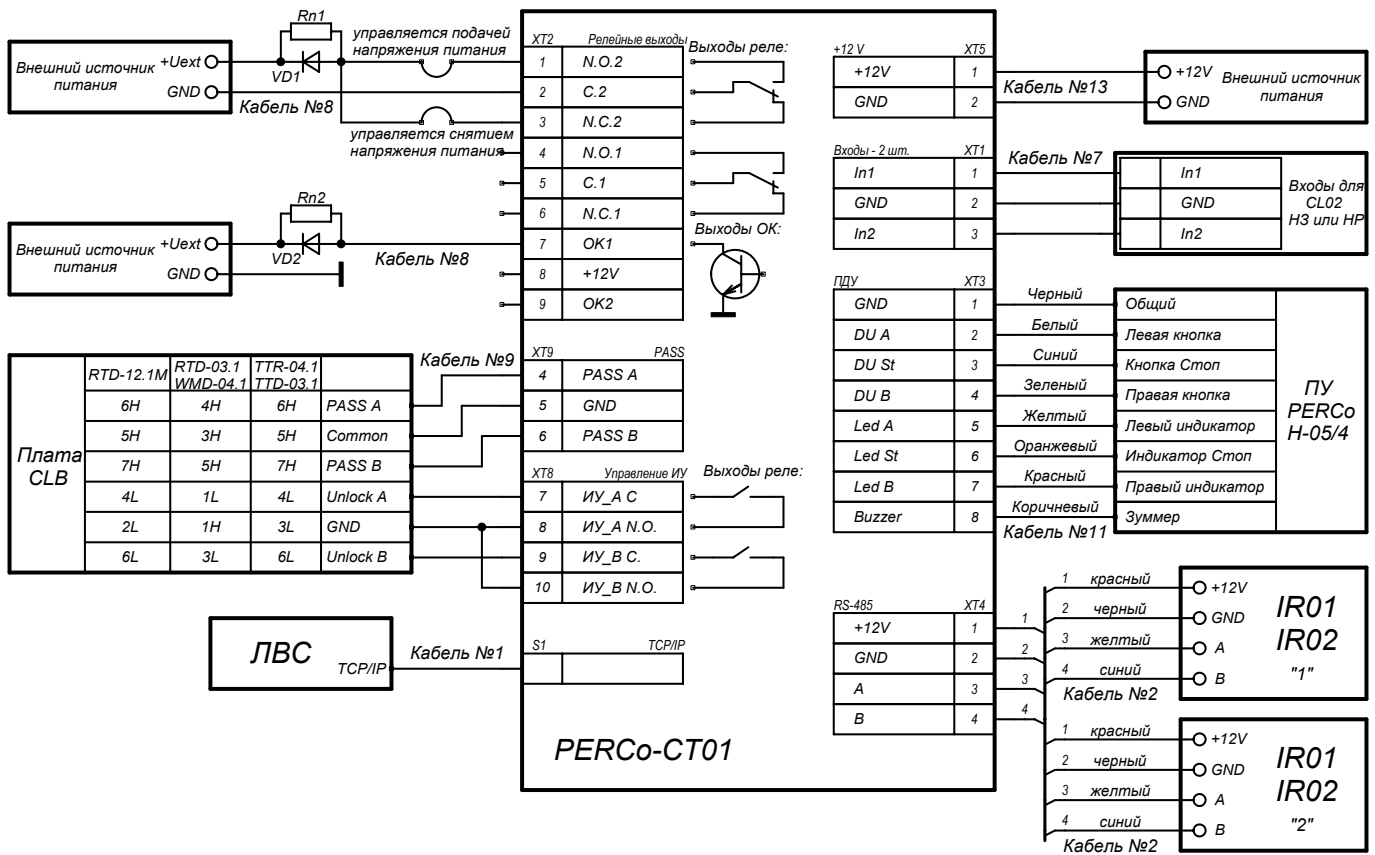 Внешний источник
питания
+Uext
GND
Rn1
VD1
Кабель №8
управляется подачей
напряжения питания
управляется снятием
напряжения питания
Внешний источник
питания
+Uext
GND
Rn2
VD2
Кабель №8
XT2 Релейные выходы
1 N.O.2
2 C.2
3 N.C.2
4 N.O.1
5 C.1
6 N.C.1
7 OK1
8 +12V
9 OK2
Выходы реле:
Выходы ОК:
Плата
CLB
RTD-12.1M RTD-03.1 TTR-04.1
WMD-04.1 TTD-03.1
6H 4H 6H PASS A
5H 3H 5H Common
7H 5H 7H PASS B
4L 1L 4L Unlock A
2L 1H 3L GND
6L 3L 6L Unlock B
Кабель №9
XT9 PASS
4 PASS A
5 GND
6 PASS B
XT8 Управление ИУ
7 ИУ_A C
8 ИУ_A N.O.
9 ИУ_B C.
10 ИУ_B N.O.
Выходы реле:
ЛВС
TCP/IP
Кабель №1
S1 TCP/IP
PERCo-CT01
+12 V XT5
+12V 1
GND 2
Кабель №13
+12V
GND
Внешний источник
питания
Входы - 2 шт. XT1
In1 1
GND 2
In2 3
Кабель №7
In1
GND
In2
Входы для
CL02
НЗ или НР
ПДУ XT3
GND 1 Черный Общий
DU A 2 Белый Левая кнопка
DU St 3 Синий Кнопка Стоп
DU B 4 Зеленый Правая кнопка
Led A 5 Желтый Левый индикатор
Led St 6 Оранжевый Индикатор Стоп
Led B 7 Красный Правый индикатор
Buzzer 8 Коричневый Зуммер
Кабель №11
ПУ
PERCo
H-05/4
RS-485 XT4
+12V 1 1
GND 2 2
A 3 3
B 4 4
1 красный +12V
2 черный GND
3 желтый A
4 синий B
Кабель №2
IR01
IR02
"1"
1 красный +12V
2 черный GND
3 желтый A
4 синий B
Кабель №2
IR01
IR02
"2"